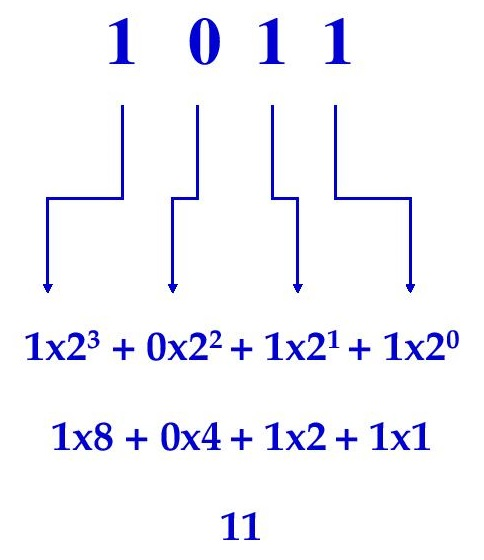 1 0 1 1
1x2³ + 0x2² + 1x2¹ + 1x2⁰
1x8 + 0x4 + 1x2 + 1x1
11